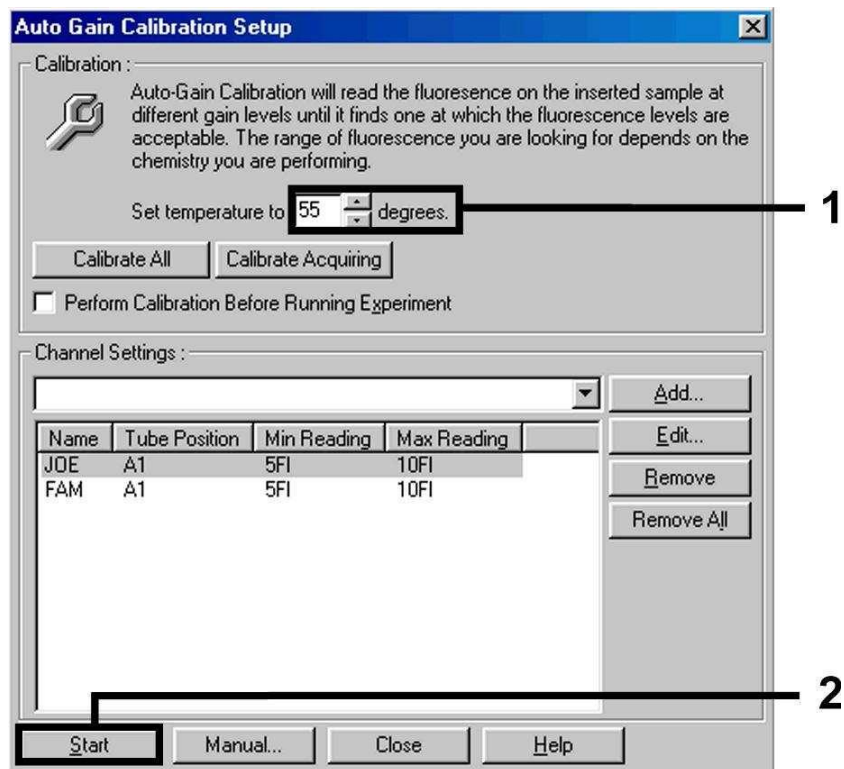 Auto Gain Calibration Setup
Calibration :
Auto-Gain Calibration will read the fluoresence on the inserted sample at
different gain levels until it finds one at which the fluorescence levels are
acceptable. The range of fluorescence you are looking for depends on the
chemistry you are performing.
Set temperature to 55 degrees.
1
Calibrate All Calibrate Acquiring
Perform Calibration Before Running Experiment
Channel Settings :
Add...
Name Tube Position Min Reading Max Reading Edit...
JOE A1 5Fl 10Fl
FAM A1 5Fl 10Fl
Remove
Remove All
2
Start Manual... Close Help